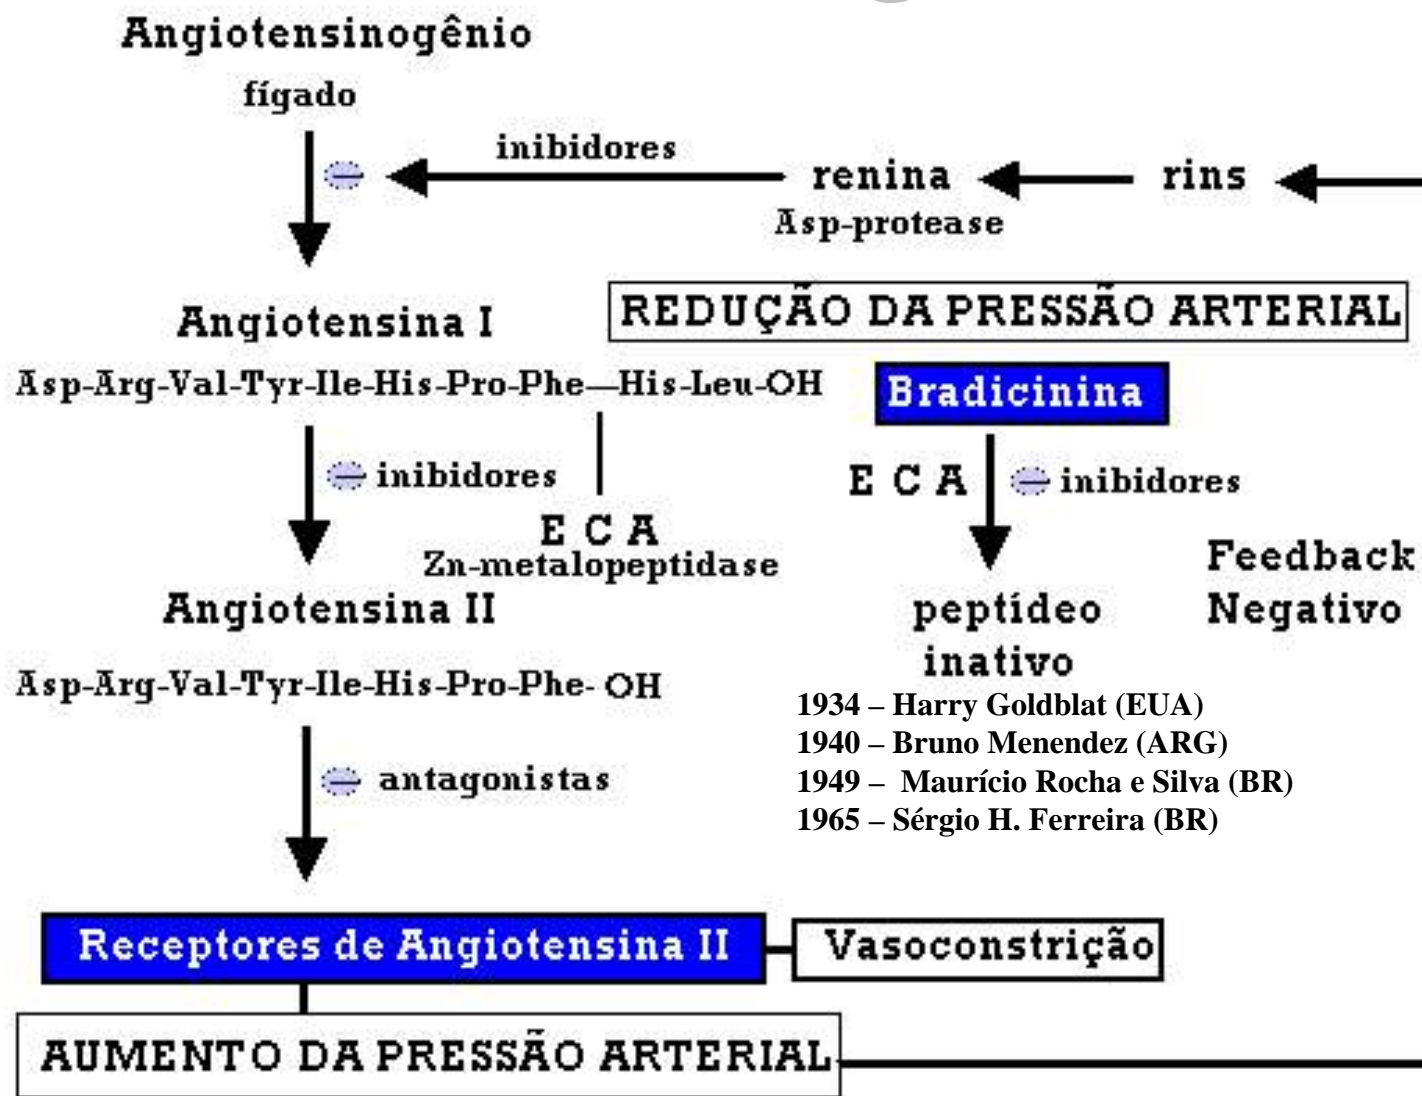 Angiotensinogênio
fígado
inibidores
renina
rins
Asp-protease
REDUÇÃO DA PRESSÃO ARTERIAL
Angiotensina I
Asp-Arg-Val-Tyr-Ile-His-Pro-Phe—His-Leu-OH
Bradicinina
inibidores
E C A
Zn-metalopeptidase
E C A
inibidores
Feedback
Negativo
Angiotensina II
peptídeo
inativo
Asp-Arg-Val-Tyr-Ile-His-Pro-Phe- OH
1934 – Harry Goldblat (EUA)
1940 – Bruno Menendez (ARG)
1949 – Maurício Rocha e Silva (BR)
1965 – Sérgio H. Ferreira (BR)
antagonistas
Receptores de Angiotensina II
Vasoconstrição
AUMENTO DA PRESSÃO ARTERIAL